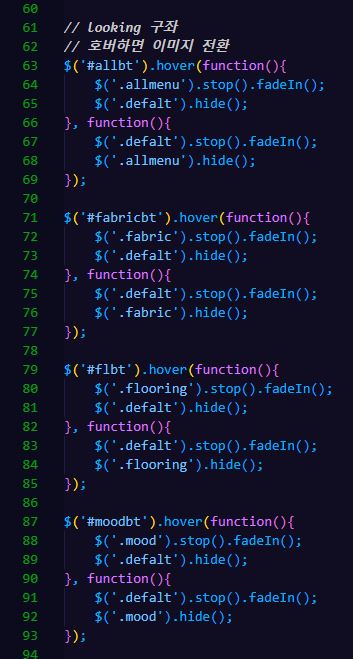 60
61 // Looking 구좌
62 // 호버하면 이미지 전환
63 $('#allbt').hover(function(){
64     $('.allmenu').stop().fadeIn();
65     $('.defalt').hide();
66 }, function(){
67     $('.defalt').stop().fadeIn();
68     $('.allmenu').hide();
69 });
70
71 $('#fabricbt').hover(function(){
72     $('.fabric').stop().fadeIn();
73     $('.defalt').hide();
74 }, function(){
75     $('.defalt').stop().fadeIn();
76     $('.fabric').hide();
77 });
78
79 $('#flbt').hover(function(){
80     $('.flooring').stop().fadeIn();
81     $('.defalt').hide();
82 }, function(){
83     $('.defalt').stop().fadeIn();
84     $('.flooring').hide();
85 });
86
87 $('#moodbt').hover(function(){
88     $('.mood').stop().fadeIn();
89     $('.defalt').hide();
90 }, function(){
91     $('.defalt').stop().fadeIn();
92     $('.mood').hide();
93 });
94